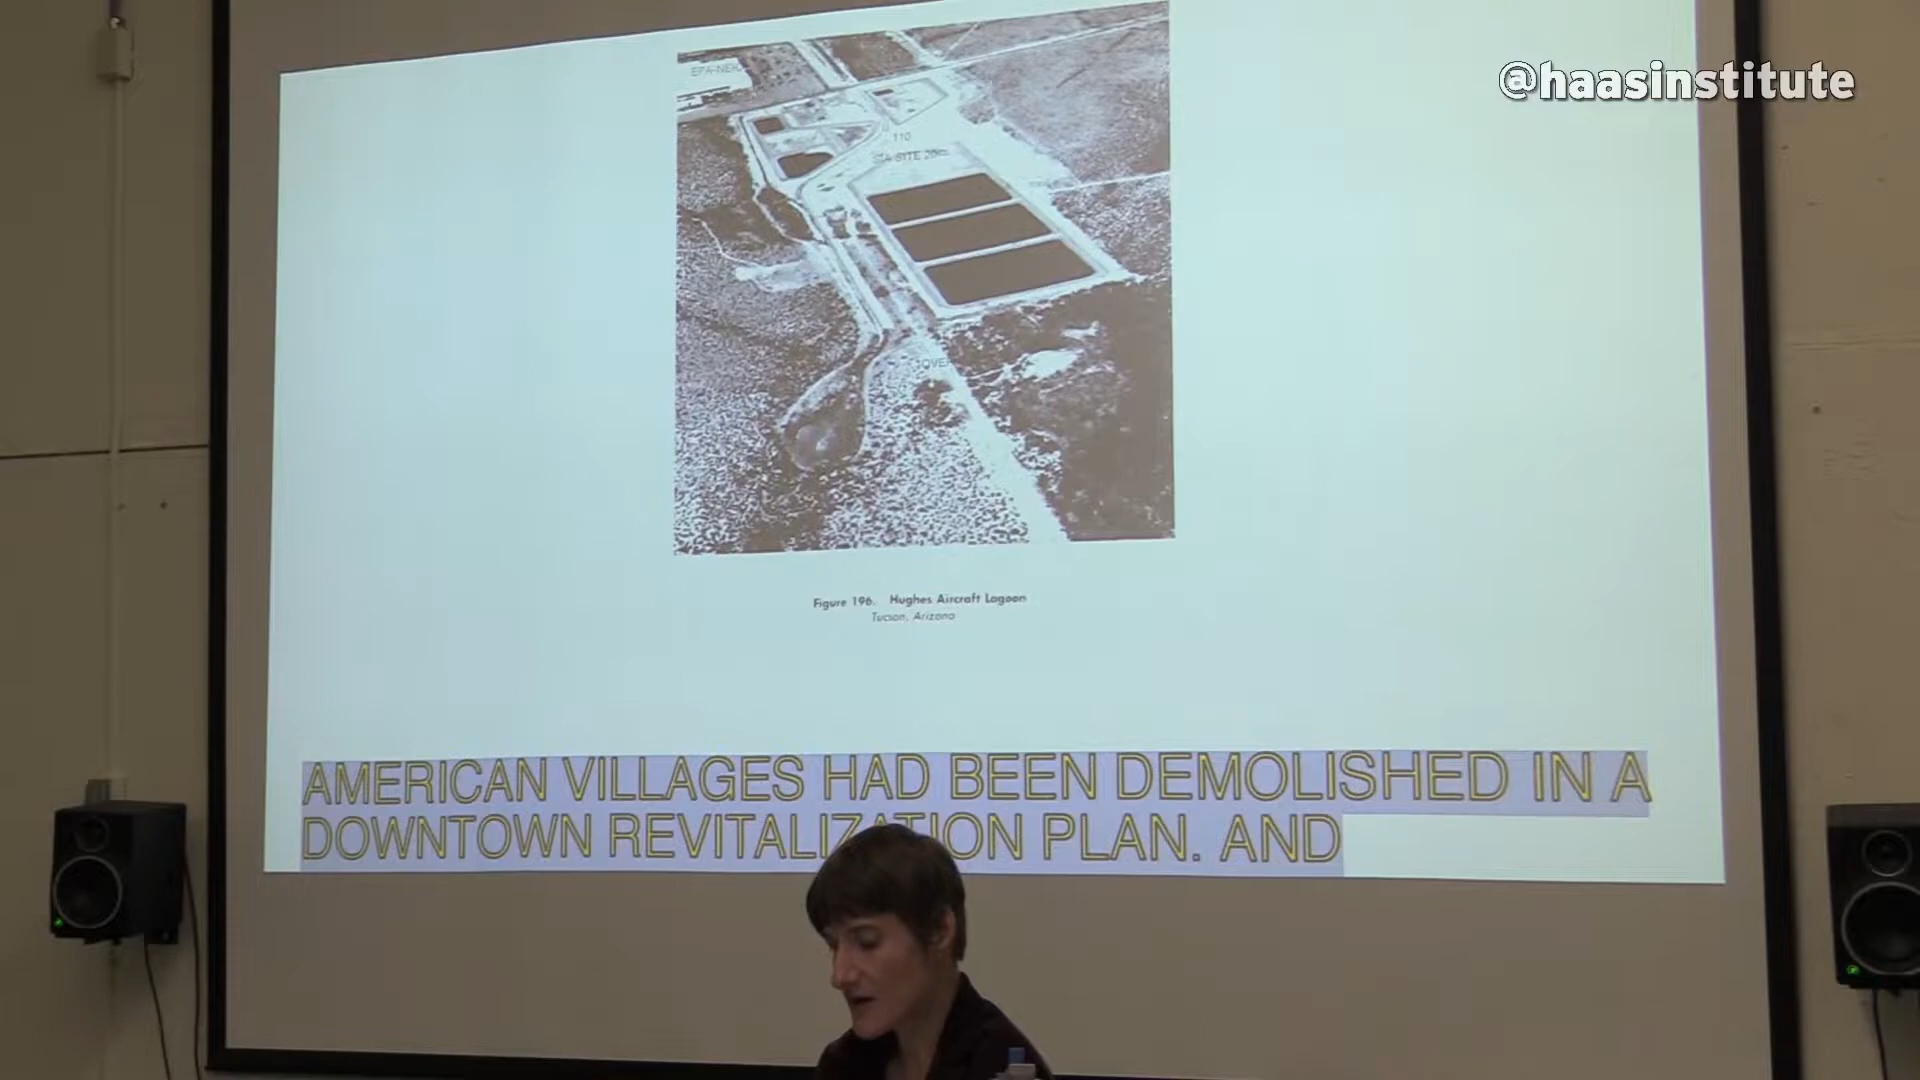 @haasinstitute
110
Figure 196. Hughes Aircraft Lagoon
Tucson, Arizona
AMERICAN VILLAGES HAD BEEN DEMOLISHED IN A
DOWNTOWN REVITALIZATION PLAN. AND